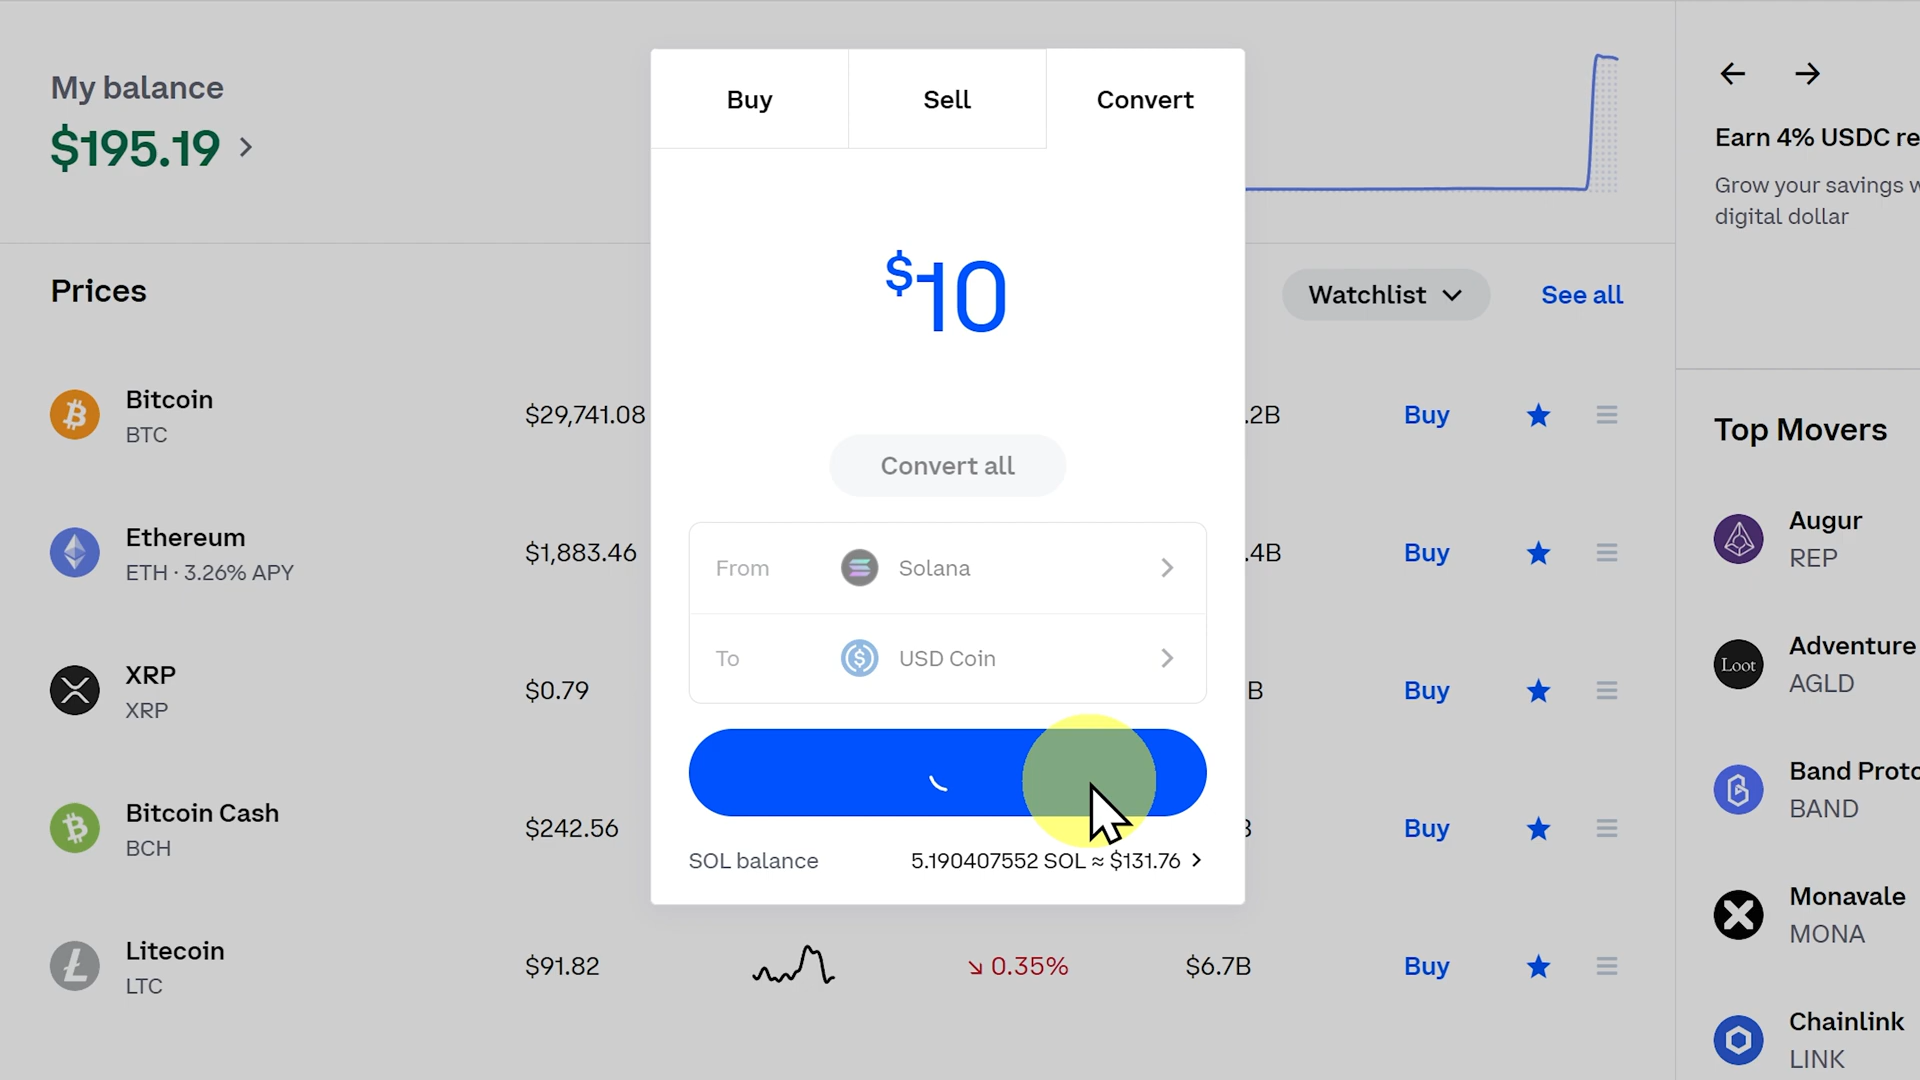 My balance
$195.19
Buy
Sell
Convert
Earn 4% USDC re
Grow your savings w
digital dollar
$10
Prices
Watchlist
See all
Convert all
Bitcoin
BTC
$29,741.08
.2B
Buy
Top Movers
Ethereum
ETH · 3.26% APY
$1,883.46
From
Solana
.4B
Buy
Augur
REP
XRP
XRP
$0.79
To
USD Coin
B
Buy
Adventure
Loot
AGLD
Bitcoin Cash
BCH
$242.56
Buy
Band Proto
BAND
SOL balance
5.190407552 SOL ≈ $131.76
Litecoin
LTC
$91.82
0.35%
$6.7B
Buy
Monavale
MONA
Chainlink
LINK